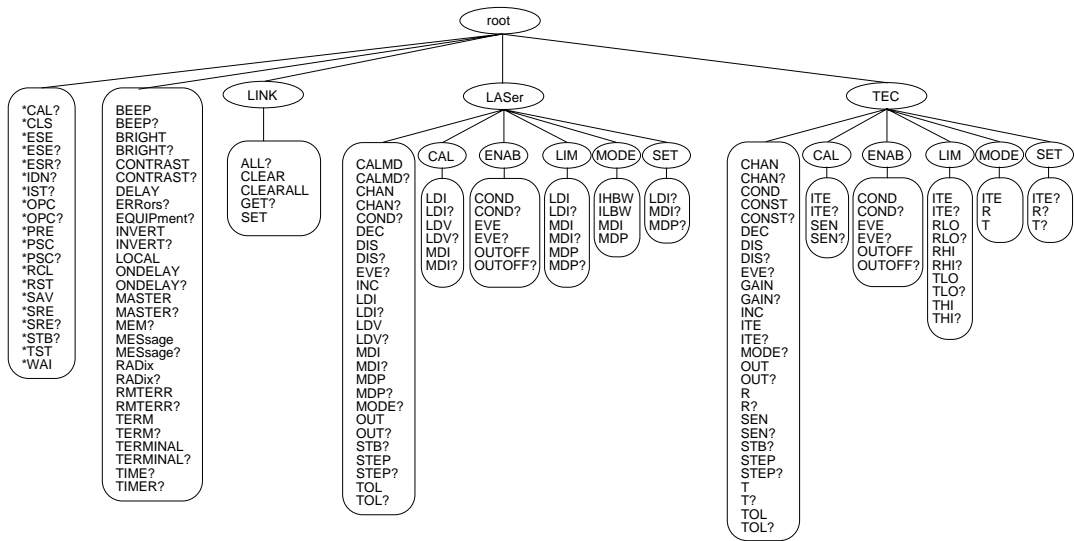 root
*CAL?
*CLS
*ESE
*ESE?
*ESR?
*IDN?
*IST?
*OPC
*OPC?
*PRE
*PSC
*PSC?
*RCL
*RST
*SAV
*SRE
*SRE?
*STB?
*TST
*WAI
BEEP
BEEP?
BRIGHT
BRIGHT?
CONTRAST
CONTRAST?
DELAY
ERRors?
EQUIPment?
INVERT
INVERT?
LOCAL
ONDELAY
ONDELAY?
MASTER
MASTER?
MEM?
MESsage
MESsage?
RADix
RADix?
RMTERR
RMTERR?
TERM
TERM?
TERMINAL
TERMINAL?
TIME?
TIMER?
LINK
ALL?
CLEAR
CLEARALL
GET?
SET
LASer
CALMD
CALMD?
CHAN
CHAN?
COND?
DEC
DIS
DIS?
EVE?
INC
LDI
LDI?
LDV
LDV?
MDI
MDI?
MDP
MDP?
MODE?
OUT
OUT?
STB?
STEP
STEP?
TOL
TOL?
CAL
LDI
LDI?
LDV
LDV?
MDI
MDI?
ENAB
COND
COND?
EVE
EVE?
OUTOFF
OUTOFF?
LIM
LDI
LDI?
MDI
MDI?
MDP
MDP?
MODE
IHBW
ILBW
MDI
MDP
SET
LDI?
MDI?
MDP?
TEC
CHAN
CHAN?
COND
CONST
CONST?
DEC
DIS
DIS?
EVE?
GAIN
GAIN?
INC
ITE
ITE?
MODE?
OUT
OUT?
R
R?
SEN
SEN?
STB?
STEP
STEP?
T
T?
TOL
TOL?
CAL
ITE
ITE?
SEN
SEN?
ENAB
COND
COND?
EVE
EVE?
OUTOFF
OUTOFF?
LIM
ITE
ITE?
RLO
RLO?
RHI
RHI?
TLO
TLO?
THI
THI?
MODE
ITE
R
T
SET
ITE?
R?
T?